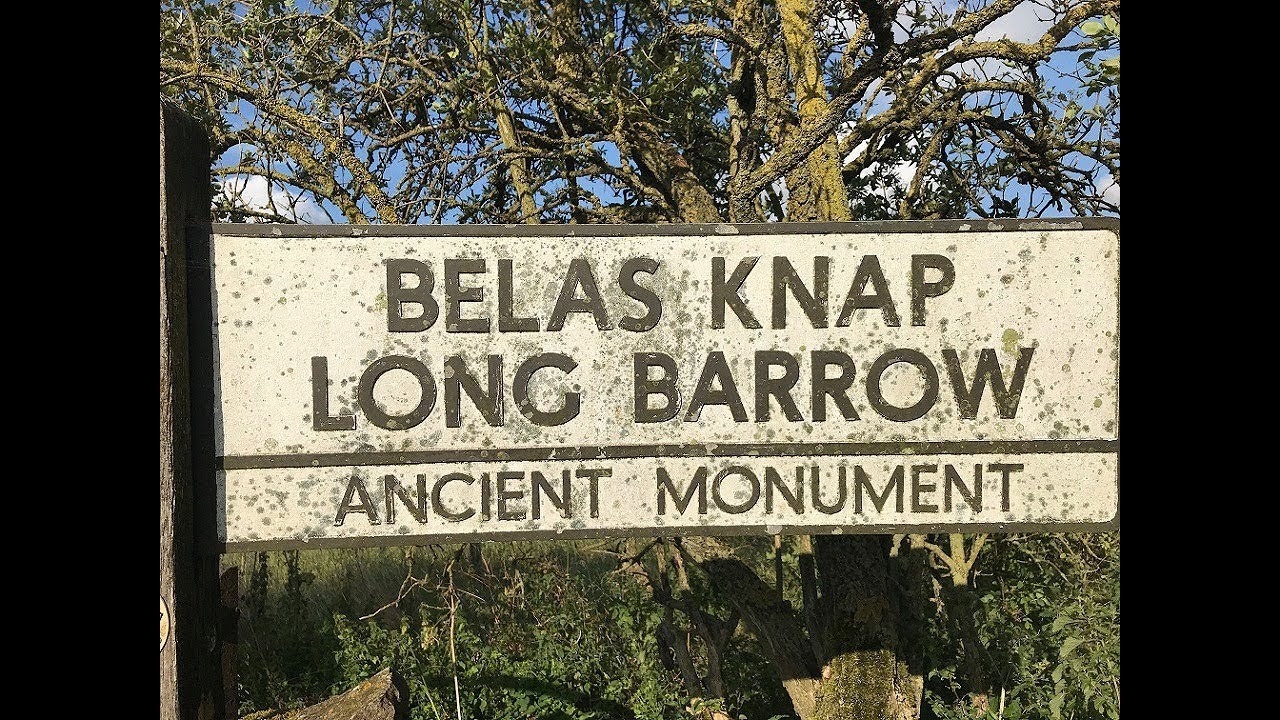 BELAS KNAP
LONG BARROW
ANCIENT MONUMENT